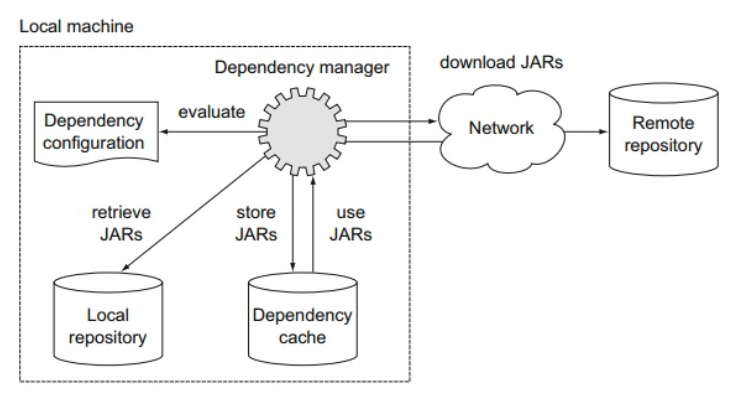 Local machine
Dependency manager
download JARs
evaluate
Dependency
configuration
Network
Remote
repository
retrieve
JARs
store
JARs
use
JARs
Local
repository
Dependency
cache